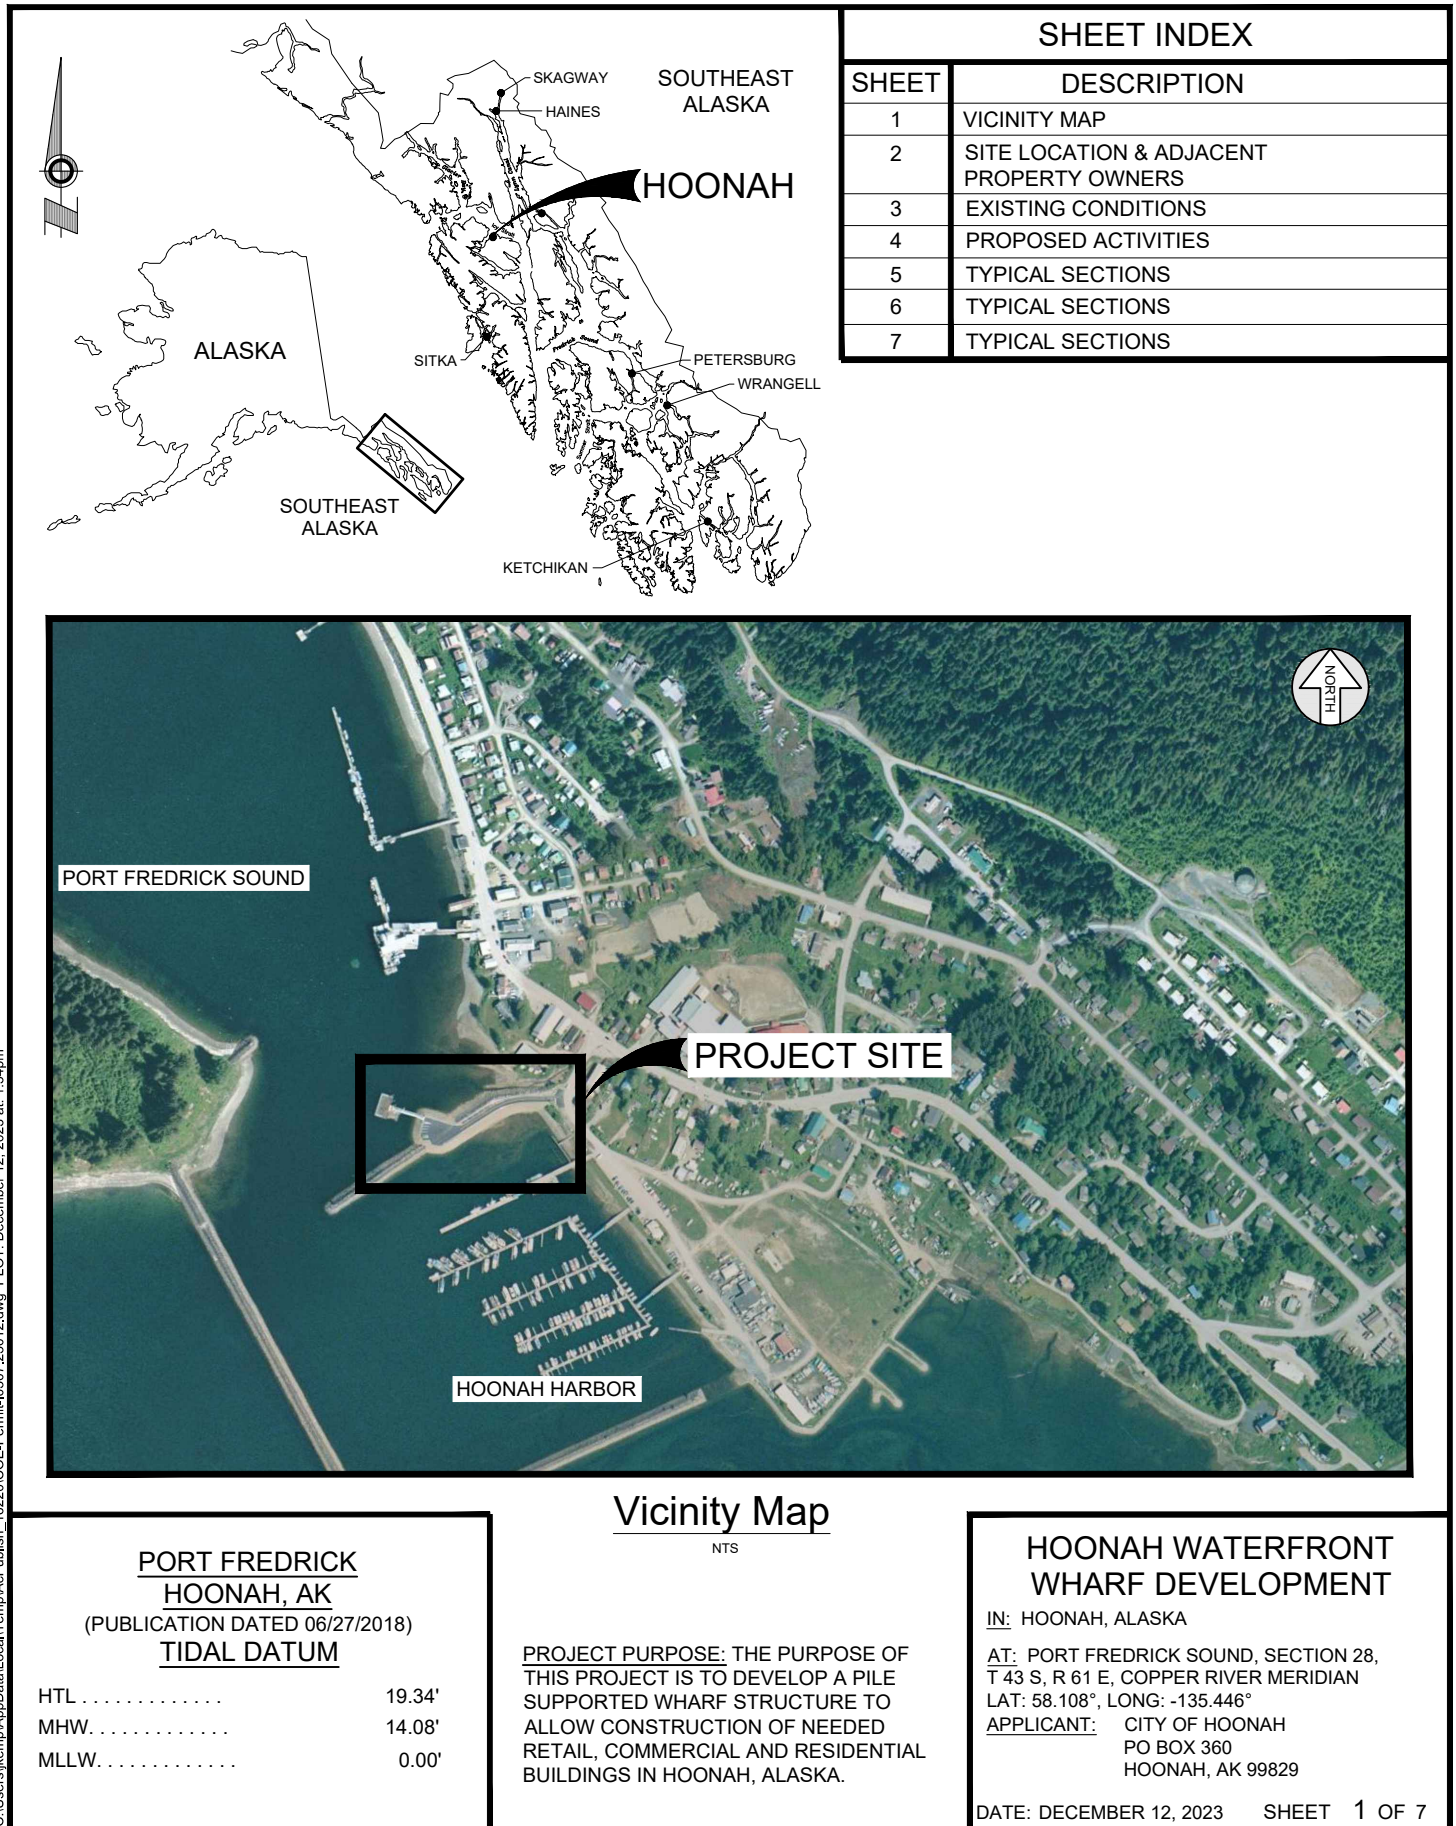 SHEET INDEX
SHEET DESCRIPTION
1 VICINITY MAP
2 SITE LOCATION & ADJACENT
PROPERTY OWNERS
3 EXISTING CONDITIONS
4 PROPOSED ACTIVITIES
5 TYPICAL SECTIONS
6 TYPICAL SECTIONS
7 TYPICAL SECTIONS
SKAGWAY
HAINES
SOUTHEAST
ALASKA
HOONAH
ALASKA
SITKA
Fredrick Sound
PETERSBURG
WRANGELL
SOUTHEAST
ALASKA
KETCHIKAN
NORTH
PORT FREDRICK SOUND
PROJECT SITE
HOONAH HARBOR
Vicinity Map
NTS
PORT FREDRICK
HOONAH, AK
(PUBLICATION DATED 06/27/2018)
TIDAL DATUM
HTL . . . . . . . . . . . . . 19.34'
MHW. . . . . . . . . . . . . 14.08'
MLLW. . . . . . . . . . . . . 0.00'
PROJECT PURPOSE: THE PURPOSE OF
THIS PROJECT IS TO DEVELOP A PILE
SUPPORTED WHARF STRUCTURE TO
ALLOW CONSTRUCTION OF NEEDED
RETAIL, COMMERCIAL AND RESIDENTIAL
BUILDINGS IN HOONAH, ALASKA.
HOONAH WATERFRONT
WHARF DEVELOPMENT
IN: HOONAH, ALASKA
AT: PORT FREDRICK SOUND, SECTION 28,
T 43 S, R 61 E, COPPER RIVER MERIDIAN
LAT: 58.108°, LONG: -135.446°
APPLICANT: CITY OF HOONAH
PO BOX 360
HOONAH, AK 99829
DATE: DECEMBER 12, 2023 SHEET 1 OF 7